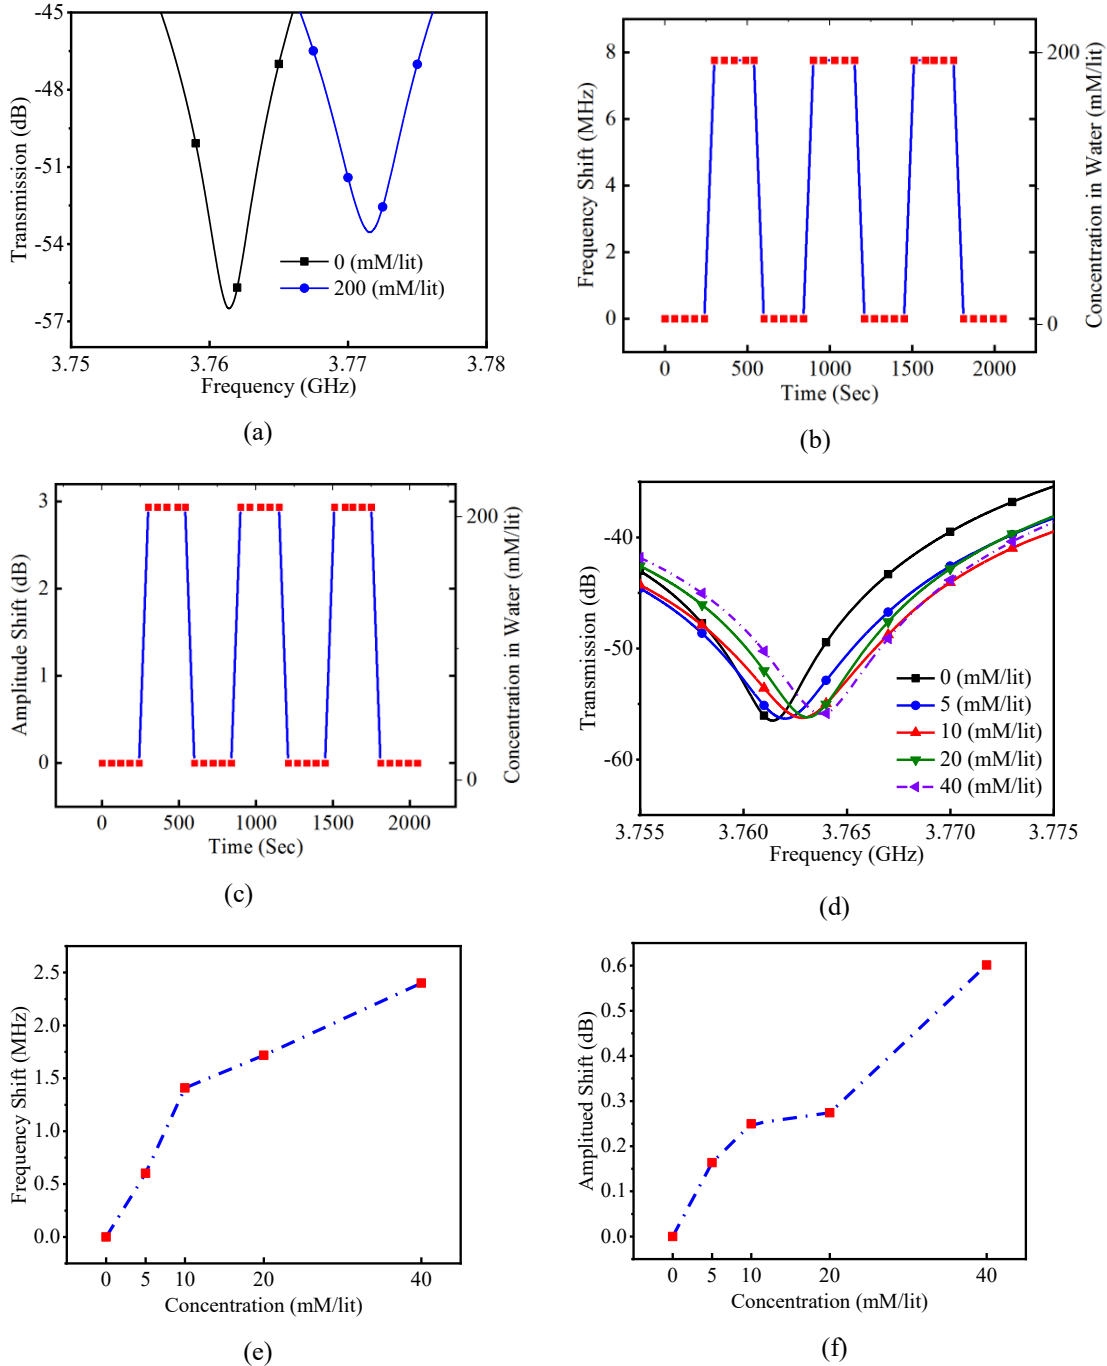 -45
-48
-51
-54
-57
Transmission (dB)
0 (mM/lit)
200 (mM/lit)
3.75
3.76
3.77
3.78
Frequency (GHz)
(a)
8
6
4
2
0
Frequency Shift (MHz)
200
100
0
Concentration in Water (mM/lit)
0
500
1000
1500
2000
Time (Sec)
(b)
3
2
1
0
Amplitude Shift (dB)
200
0
Concentration in Water (mM/lit)
0
500
1000
1500
2000
Time (Sec)
(c)
-40
-50
-60
Transmission (dB)
0 (mM/lit)
5 (mM/lit)
10 (mM/lit)
20 (mM/lit)
40 (mM/lit)
3.755
3.760
3.765
3.770
3.775
Frequency (GHz)
(d)
2.5
2.0
1.5
1.0
0.5
0.0
Frequency Shift (MHz)
0
5
10
20
40
Concentration (mM/lit)
(e)
0.6
0.5
0.4
0.3
0.2
0.1
0.0
Amplitued Shift (dB)
0
5
10
20
40
Concentration (mM/lit)
(f)